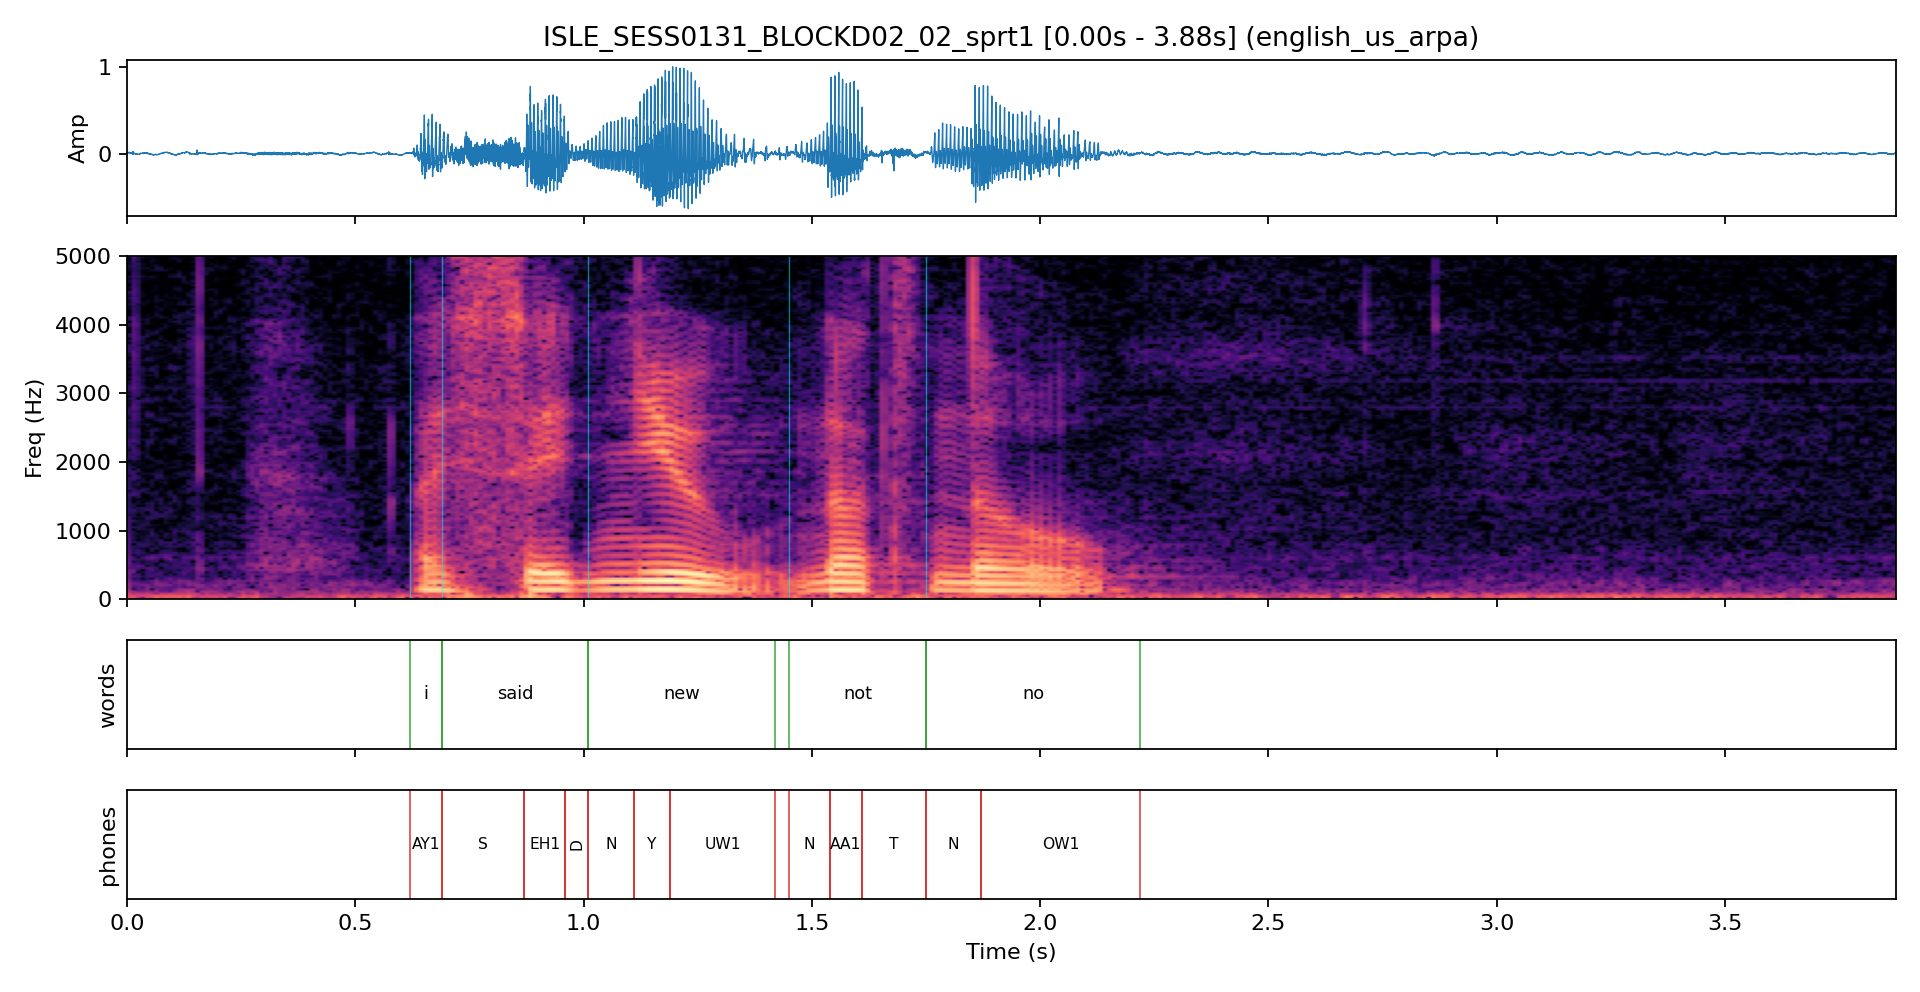 ISLE_SESS0131_BLOCKD02_02_sprt1 [0.00s - 3.88s] (english_us_arpa)
1
0
Amp
5000
4000
3000
2000
1000
0
Freq (Hz)
words
i said new not no
phones
AY1 S EH1 D N Y UW1 N AA1 T N OW1
0.0 0.5 1.0 1.5 2.0 2.5 3.0 3.5
Time (s)